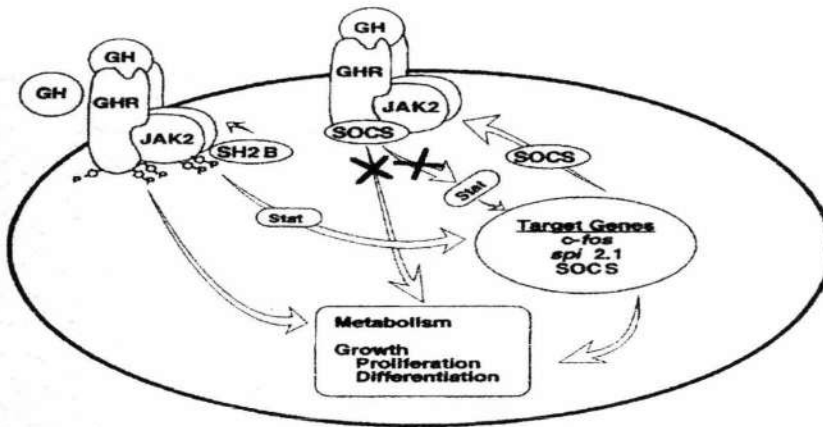 GH
GH
GHR
JAK2
SH2 B
P
P
P
P
Stat
GH
GHR
JAK2
SOCS
Stat
SOCS
Target Genes
c-fos
spi 2.1
SOCS
Metabolism
Growth
Proliferation
Differentiation